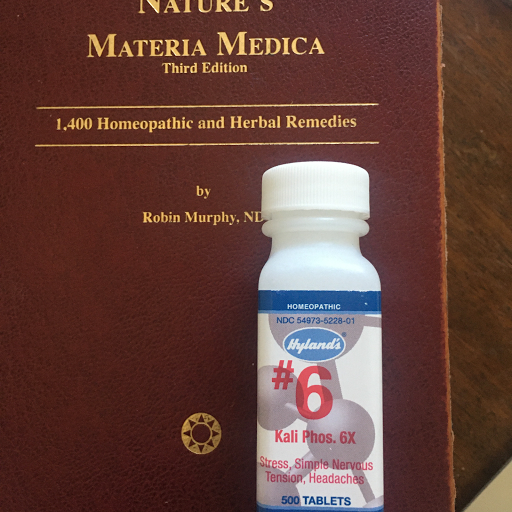 NATURE'S
MATERIA MEDICA
Third Edition
1,400 Homeopathic and Herbal Remedies
by
Robin Murphy, ND
HOMEOPATHIC
NDC 54973-5228-01
Hyland's®
#6
Kali Phos. 6X
Stress, Simple Nervous
Tension, Headaches
500 TABLETS